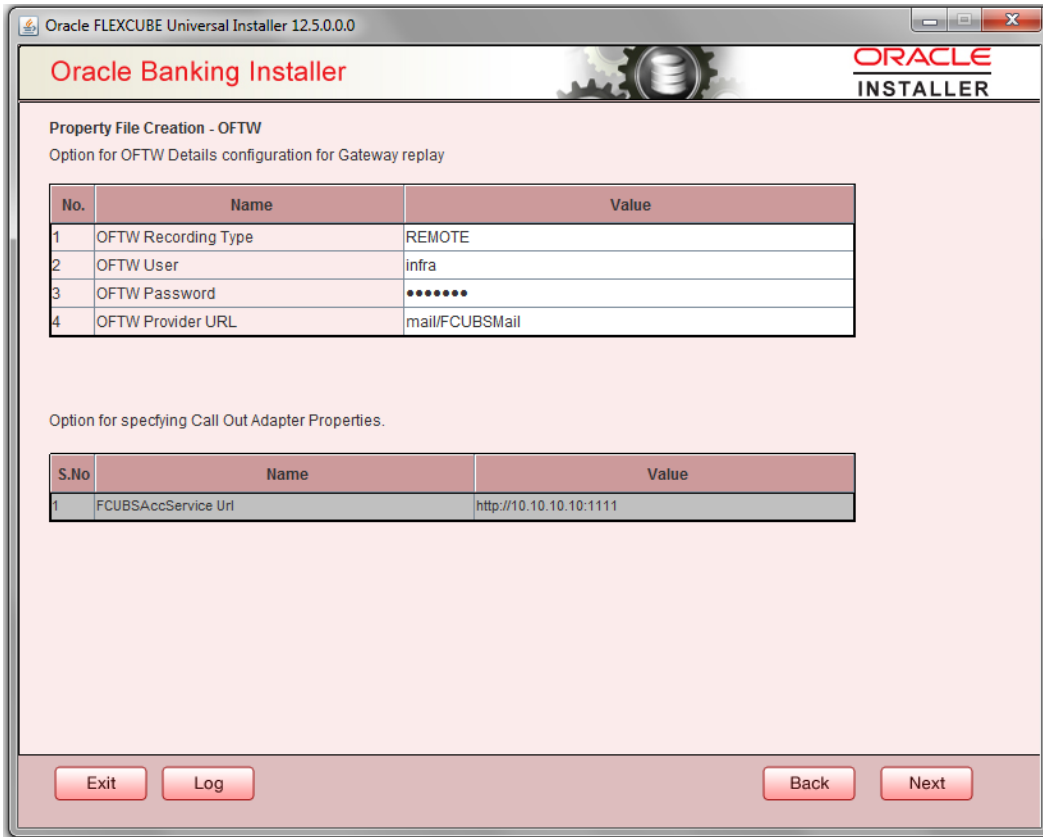 Oracle FLEXCUBE Universal Installer 12.5.0.0.0
Oracle Banking Installer
ORACLE
INSTALLER
Property File Creation - OFTW
Option for OFTW Details configuration for Gateway replay
No. Name Value
1 OFTW Recording Type REMOTE
2 OFTW User infra
3 OFTW Password •••••••
4 OFTW Provider URL mail/FCUBSMail
Option for specfying Call Out Adapter Properties.
S.No Name Value
1 FCUBSAccService Url http://10.10.10.10:1111
Exit Log Back Next